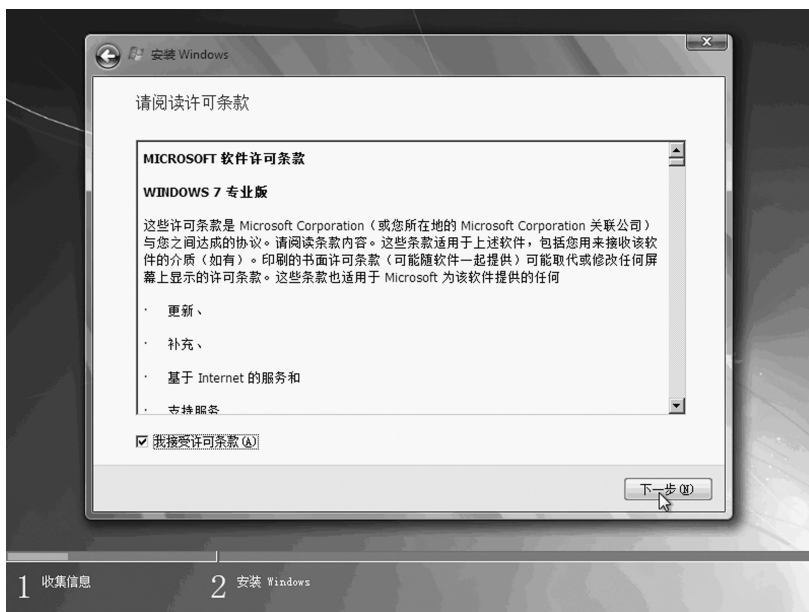 安装 Windows
请阅读许可条款
MICROSOFT 软件许可条款
WINDOWS 7 专业版
这些许可条款是 Microsoft Corporation（或您所在地的 Microsoft Corporation 关联公司）
与您之间达成的协议。请阅读条款内容。这些条款适用于上述软件，包括您用来接收该软
件的介质（如有）。印刷的书面许可条款（可能随软件一起提供）可能取代或修改任何屏
幕上显示的许可条款。这些条款也适用于 Microsoft 为该软件提供的任何
· 更新、
· 补充、
· 基于 Internet 的服务和
· 支持服务
我接受许可条款(A)
下一步(N)
1 收集信息
2 安装 Windows